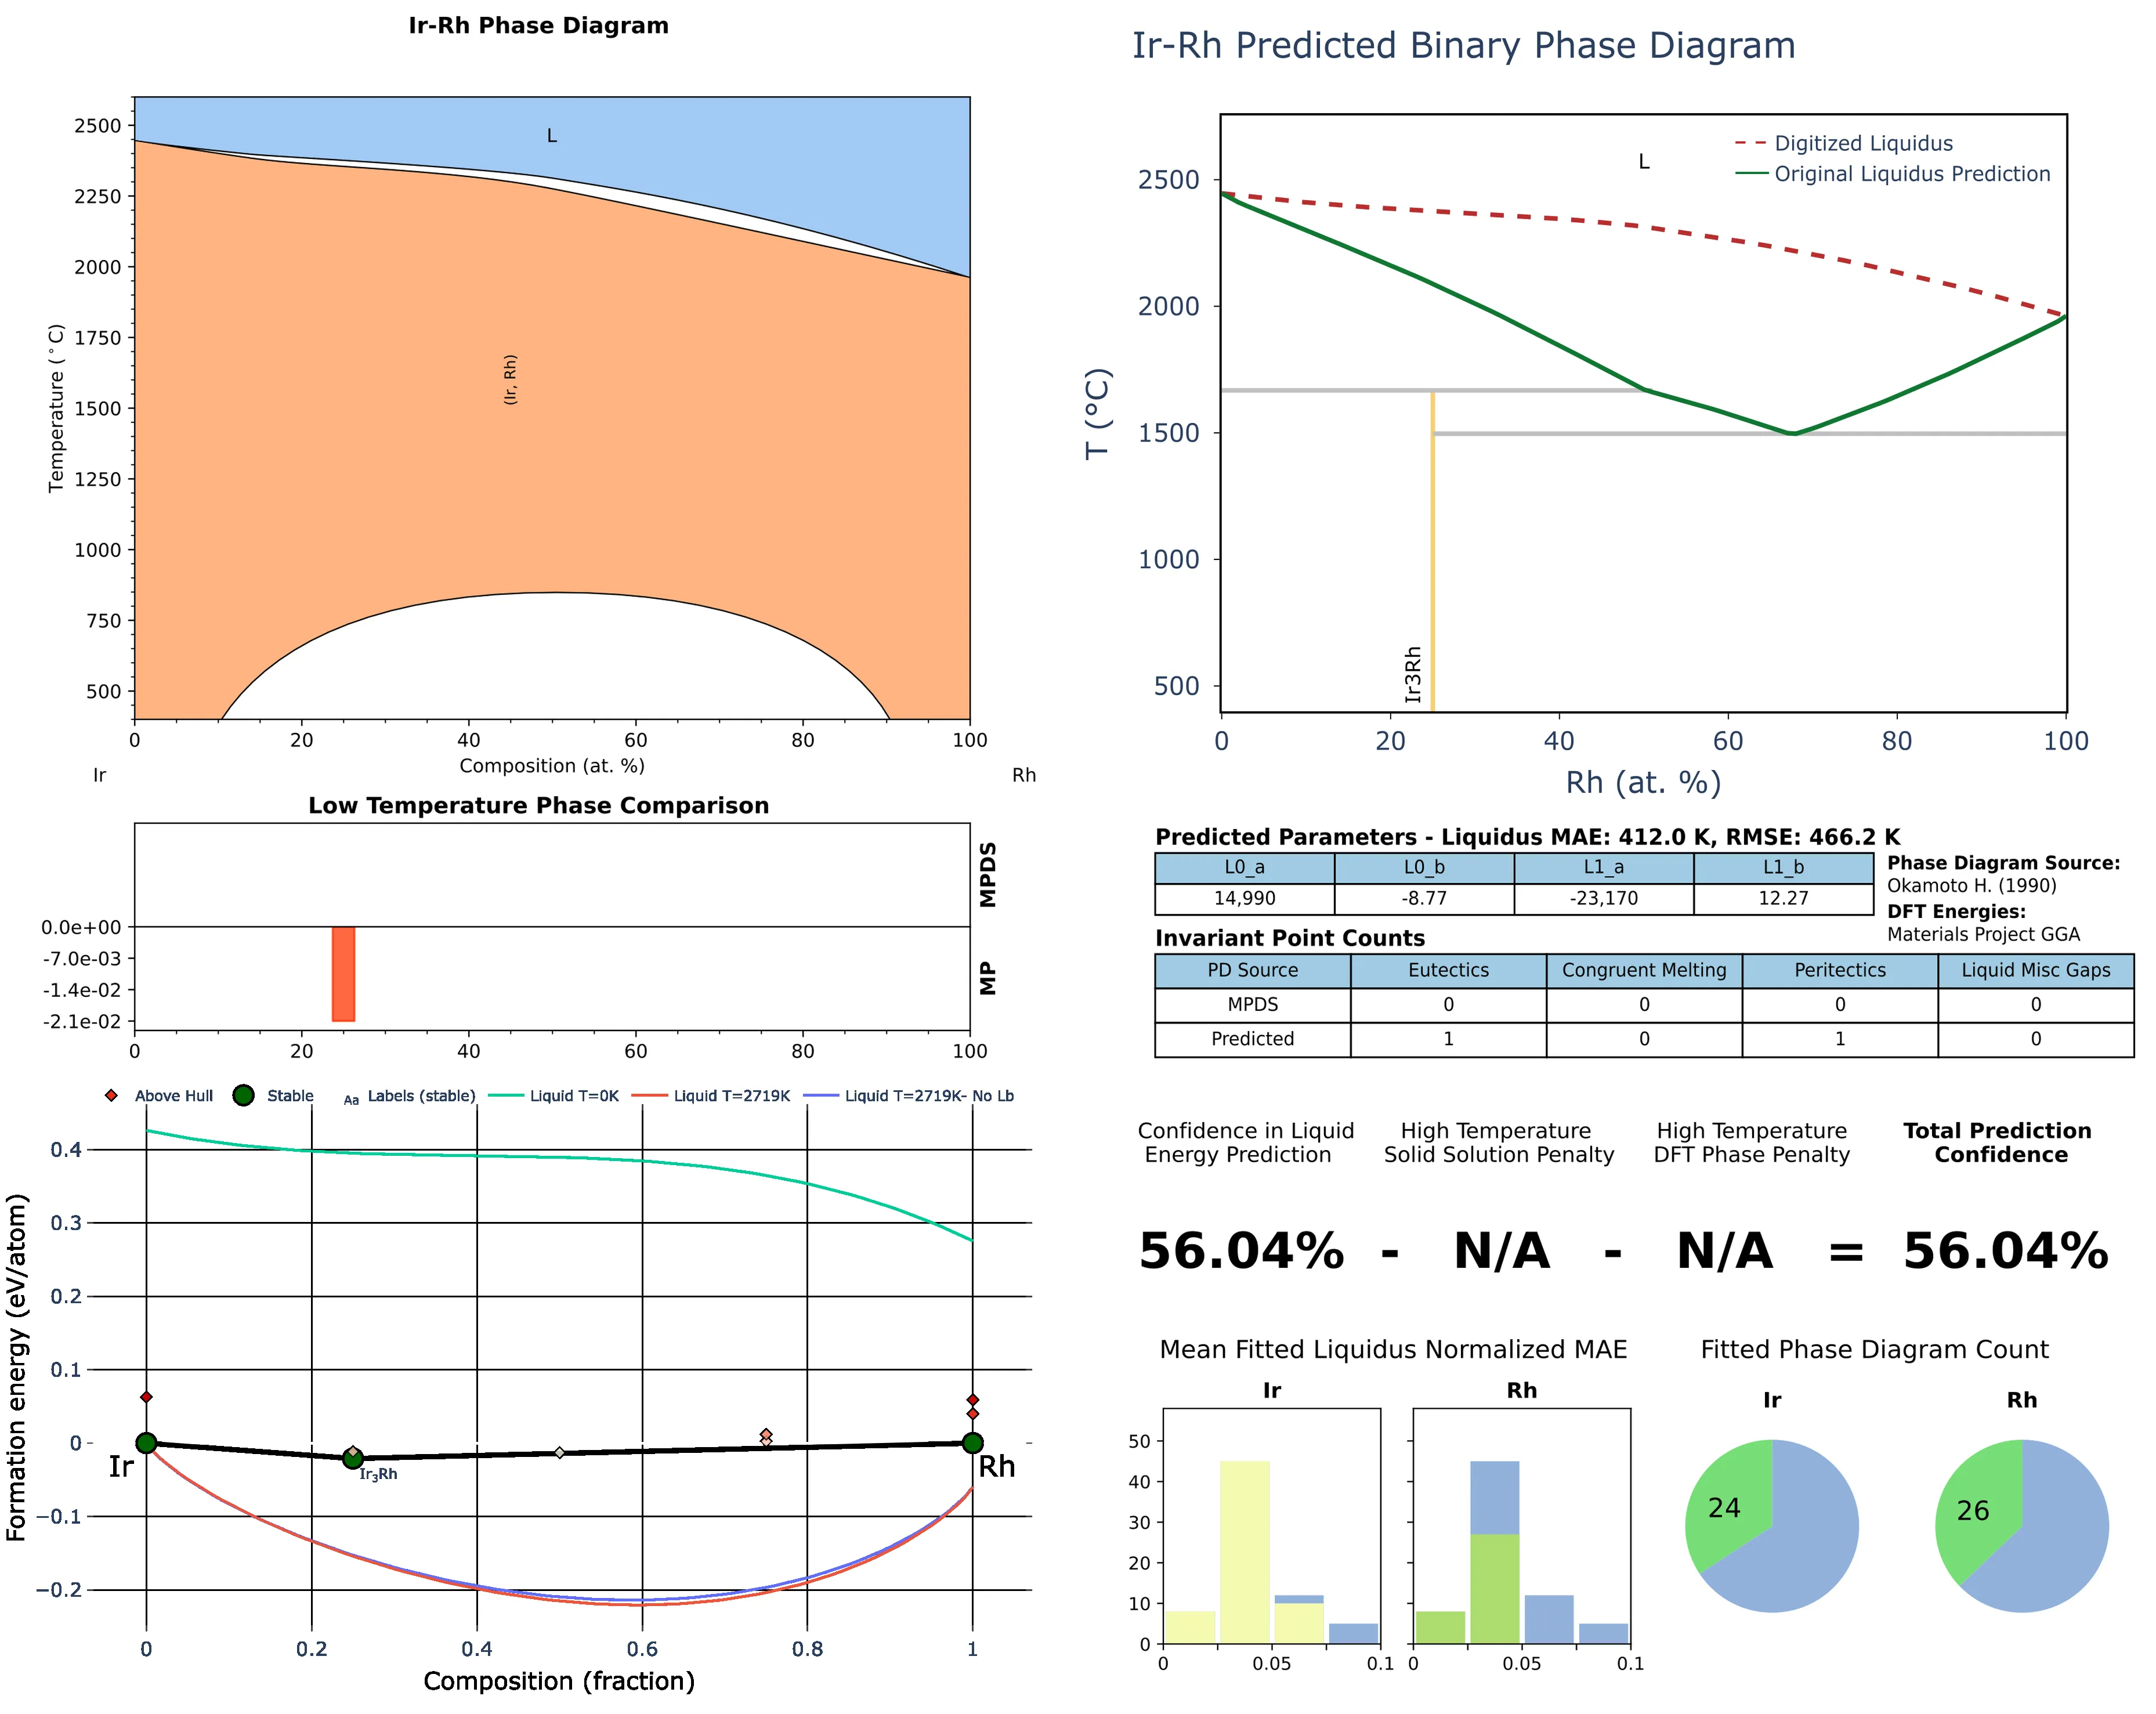 Ir-Rh Phase Diagram
2500
2250
2000
1750
1500
1250
1000
750
500
Temperature (°C)
L
(Ir, Rh)
0 20 40 60 80 100
Composition (at. %)
Ir Rh
Low Temperature Phase Comparison
MPDS
MP
0.0e+00
-7.0e-03
-1.4e-02
-2.1e-02
0 20 40 60 80 100
Above Hull Stable Aa Labels (stable) Liquid T=0K Liquid T=2719K Liquid T=2719K- No Lb
0.4
0.3
0.2
0.1
0
−0.1
−0.2
Formation energy (eV/atom)
Ir
Ir3Rh
Rh
0 0.2 0.4 0.6 0.8 1
Composition (fraction)
Ir-Rh Predicted Binary Phase Diagram
L
Digitized Liquidus
Original Liquidus Prediction
2500
2000
1500
1000
500
T (°C)
Ir3Rh
0 20 40 60 80 100
Rh (at. %)
Predicted Parameters - Liquidus MAE: 412.0 K, RMSE: 466.2 K
L0_a L0_b L1_a L1_b
14,990 -8.77 -23,170 12.27
Phase Diagram Source:
Okamoto H. (1990)
DFT Energies:
Materials Project GGA
Invariant Point Counts
PD Source Eutectics Congruent Melting Peritectics Liquid Misc Gaps
MPDS 0 0 0 0
Predicted 1 0 1 0
Confidence in Liquid
Energy Prediction
High Temperature
Solid Solution Penalty
High Temperature
DFT Phase Penalty
Total Prediction
Confidence
56.04% - N/A - N/A = 56.04%
Mean Fitted Liquidus Normalized MAE
Ir Rh
50
40
30
20
10
0
0 0.05 0.1 0 0.05 0.1
Fitted Phase Diagram Count
Ir Rh
24 26